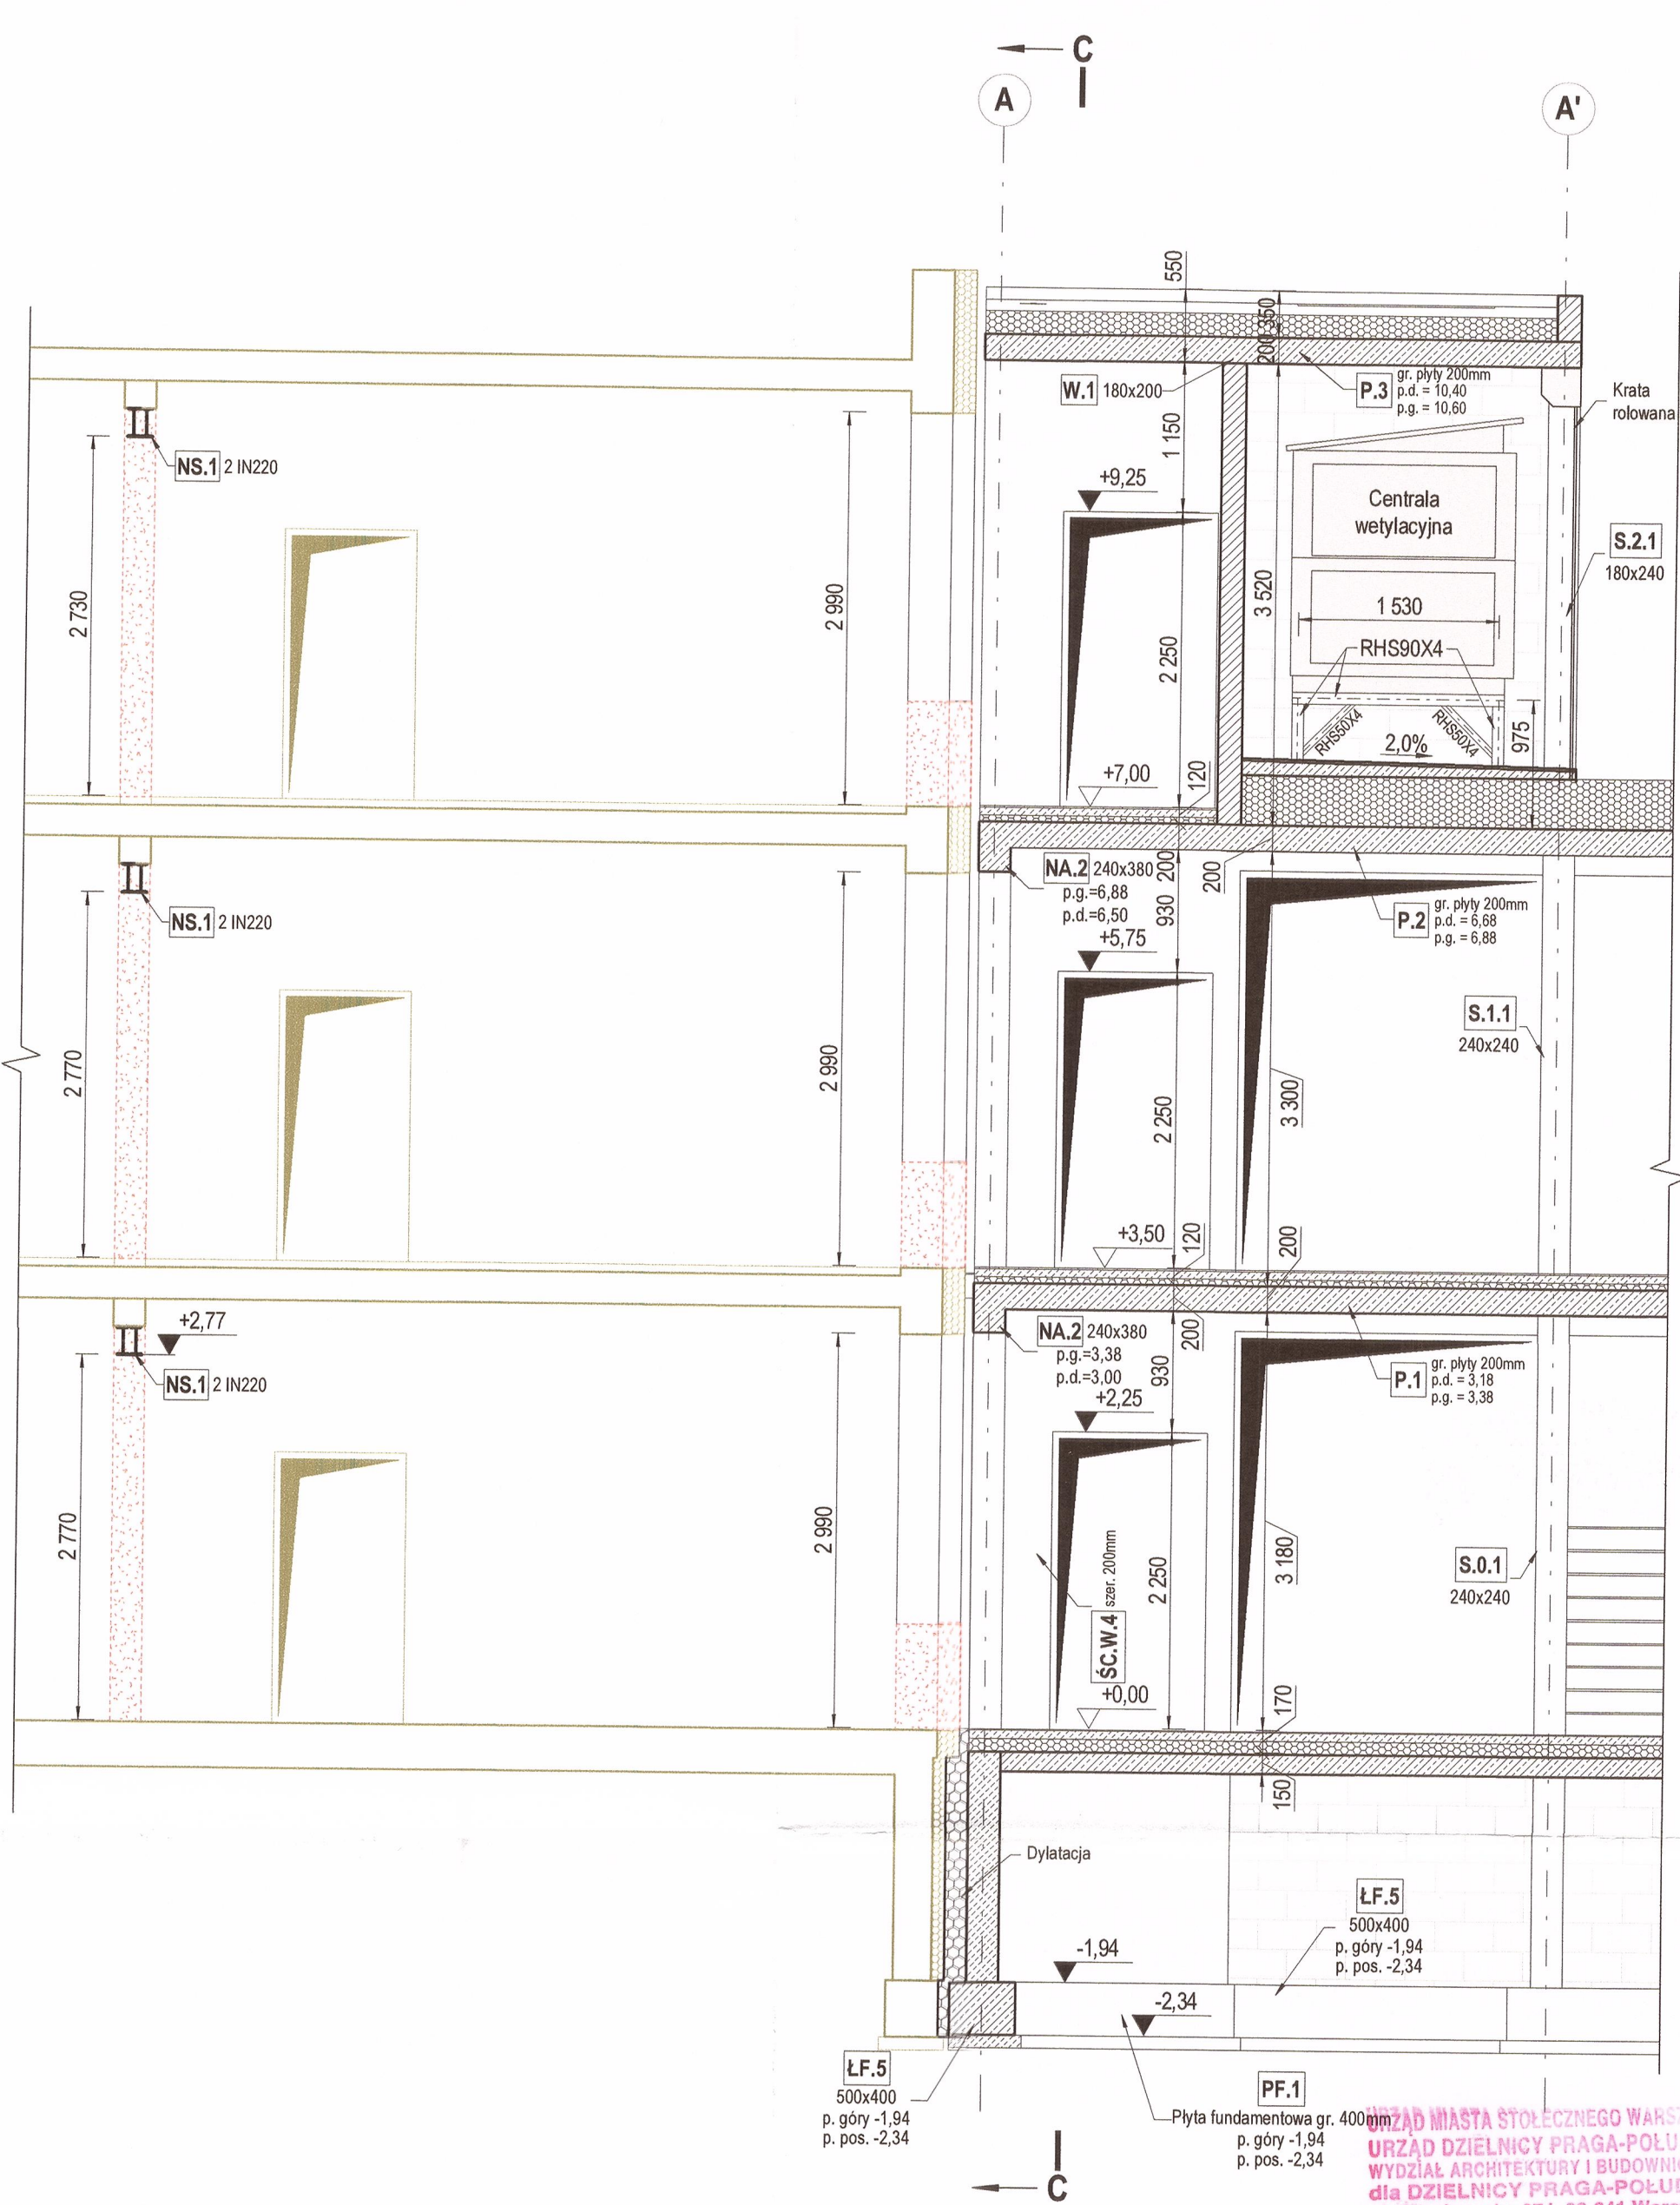 C
A
A'
550
200 350
W.1 180x200
P.3 gr. płyty 200mm
p.d. = 10,40
p.g. = 10,60
Krata
rolowana
1 150
NS.1 2 IN220
+9,25
Centrala
wetylacyjna
S.2.1
180x240
2 730
2 990
3 520
1 530
2 250
RHS90X4
RHS50X4
RHS50X4
975
2,0%
+7,00
120
NA.2 240x380
p.g.=6,88
p.d.=6,50
200
200
930
NS.1 2 IN220
P.2 gr. płyty 200mm
p.d. = 6,68
p.g. = 6,88
+5,75
S.1.1
240x240
2 770
2 990
2 250
3 300
+3,50
120
200
+2,77
NA.2 240x380
p.g.=3,38
p.d.=3,00
200
930
NS.1 2 IN220
P.1 gr. płyty 200mm
p.d. = 3,18
p.g. = 3,38
+2,25
2 770
2 990
ŚC.W.4 szer. 200mm
2 250
3 180
S.0.1
240x240
+0,00
170
150
Dylatacja
ŁF.5
500x400
p. góry -1,94
p. pos. -2,34
-1,94
-2,34
ŁF.5
500x400
p. góry -1,94
p. pos. -2,34
PF.1
Płyta fundamentowa gr. 400mm
p. góry -1,94
p. pos. -2,34
C
URZĄD MIASTA STOŁECZNEGO WARS
URZĄD DZIELNICY PRAGA-POŁU
WYDZIAŁ ARCHITEKTURY I BUDOWNI
dla DZIELNICY PRAGA-POŁU